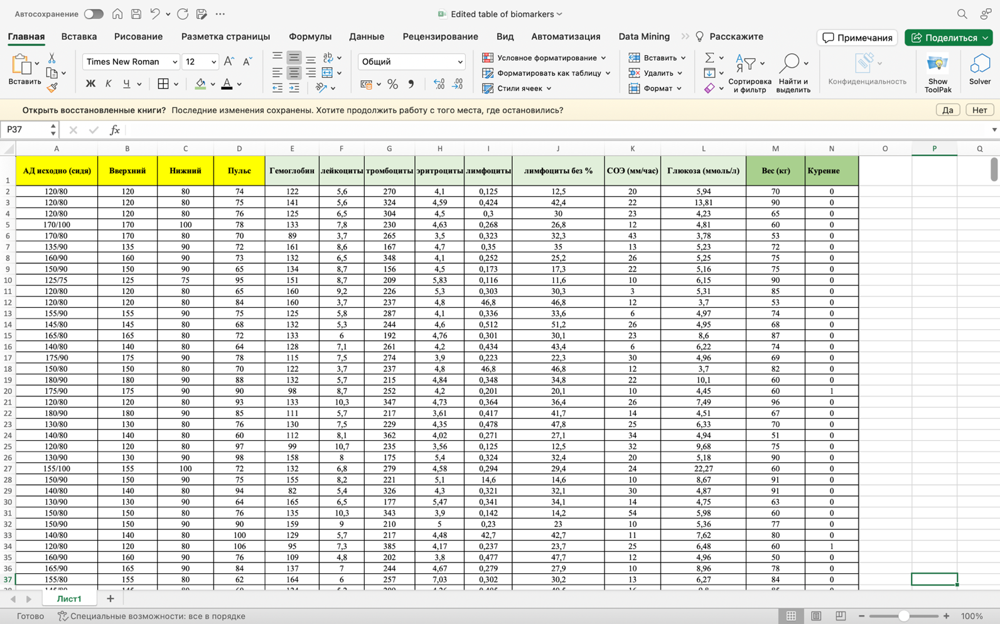 Автосохранение
Edited table of biomarkers
Главная Вставка Рисование Разметка страницы Формулы Данные Рецензирование Вид Автоматизация Data Mining Расскажите Примечания Поделиться
Вставить
Times New Roman 12
Ж К Ч
Общий
%
Условное форматирование
Форматировать как таблицу
Стили ячеек
Вставить
Удалить
Формат
Сортировка и фильтр
Найти и выделить
Конфиденциальность
Show ToolPak
Solver
Открыть восстановленные книги? Последние изменения сохранены. Хотите продолжить работу с того места, где остановились? Да Нет
P37 fx
A B C D E F G H I J K L M N O P Q
1 АД исходно (сидя) Вверхний Нижний Пульс Гемоглобин лейкоциты тромбоциты эритроциты лимфоциты лимфоциты без % СОЭ (мм/час) Глюкоза (ммоль/л) Вес (кг) Курение
2 120/80 120 80 74 122 5,6 270 4,1 0,125 12,5 20 5,94 70 0
3 120/80 120 80 75 141 5,6 324 4,59 0,424 42,4 22 13,81 90 0
4 120/80 120 80 76 125 6,5 304 4,5 0,3 30 23 4,23 65 0
5 170/100 170 100 78 133 7,8 230 4,63 0,268 26,8 12 4,81 60 0
6 170/80 170 80 70 89 3,7 265 3,5 0,323 32,3 43 3,78 53 0
7 135/90 135 90 72 161 8,6 167 4,7 0,35 35 13 5,23 72 0
8 160/90 160 90 73 132 6,5 348 4,1 0,252 25,2 26 5,25 75 0
9 150/90 150 90 65 134 8,7 156 4,5 0,173 17,3 22 5,16 75 0
10 125/75 125 75 95 151 8,7 209 5,83 0,116 11,6 10 6,15 90 0
11 120/80 120 80 65 160 9,2 226 5,3 0,303 30,3 3 5,31 85 0
12 120/80 120 80 84 160 3,7 237 4,8 46,8 46,8 12 3,7 53 0
13 155/90 155 90 75 125 5,8 287 4,1 0,336 33,6 6 4,97 74 0
14 145/80 145 80 68 132 5,3 244 4,6 0,512 51,2 26 4,95 68 0
15 165/80 165 80 72 133 6 192 4,76 0,301 30,1 23 8,6 87 0
16 140/80 140 80 64 128 7,1 261 4,2 0,434 43,4 6 6,22 74 0
17 175/90 175 90 78 115 7,5 274 3,9 0,223 22,3 30 4,96 69 0
18 150/80 150 80 70 122 3,7 237 4,8 46,8 46,8 12 3,7 82 0
19 180/90 180 90 88 132 5,7 215 4,84 0,348 34,8 22 10,1 60 0
20 175/90 175 90 90 98 8,7 252 4,2 0,201 20,1 10 4,45 60 1
21 120/80 120 80 93 133 10,3 347 4,73 0,364 36,4 26 7,49 96 0
22 180/90 180 90 85 111 5,7 217 3,61 0,417 41,7 14 4,51 67 0
23 130/80 130 80 76 130 7,5 229 4,35 0,478 47,8 25 6,33 70 0
24 140/80 140 80 60 112 8,1 362 4,02 0,271 27,1 34 4,94 51 0
25 120/80 120 80 97 99 10,7 235 3,56 0,125 12,5 32 9,68 75 0
26 130/90 130 90 98 158 8 175 5,4 0,324 32,4 20 5,18 90 0
27 155/100 155 100 72 132 6,8 279 4,58 0,294 29,4 24 22,27 60 0
28 150/90 150 90 75 155 8,2 221 5,1 14,6 14,6 10 8,67 91 0
29 140/80 140 80 94 82 5,4 326 4,3 0,321 32,1 30 4,87 91 0
30 130/90 130 90 64 165 6,5 177 5,47 0,341 34,1 14 4,75 63 0
31 150/80 150 80 76 135 10,3 343 3,9 0,142 14,2 54 5,98 60 0
32 150/90 150 90 90 159 9 210 5 0,23 23 10 5,36 77 0
33 140/80 140 80 100 129 5,7 217 4,48 42,7 42,7 11 7,62 80 0
34 120/80 120 80 106 95 7,3 385 4,17 0,237 23,7 25 6,48 60 1
35 160/90 160 90 76 109 4,8 202 3,8 0,477 47,7 12 4,96 50 0
36 165/90 165 90 84 137 7 244 4,67 0,279 27,9 10 8,96 78 0
37 155/80 155 80 62 164 6 257 7,03 0,302 30,2 13 6,27 84 0
Лист1
Готово Специальные возможности: все в порядке 100%